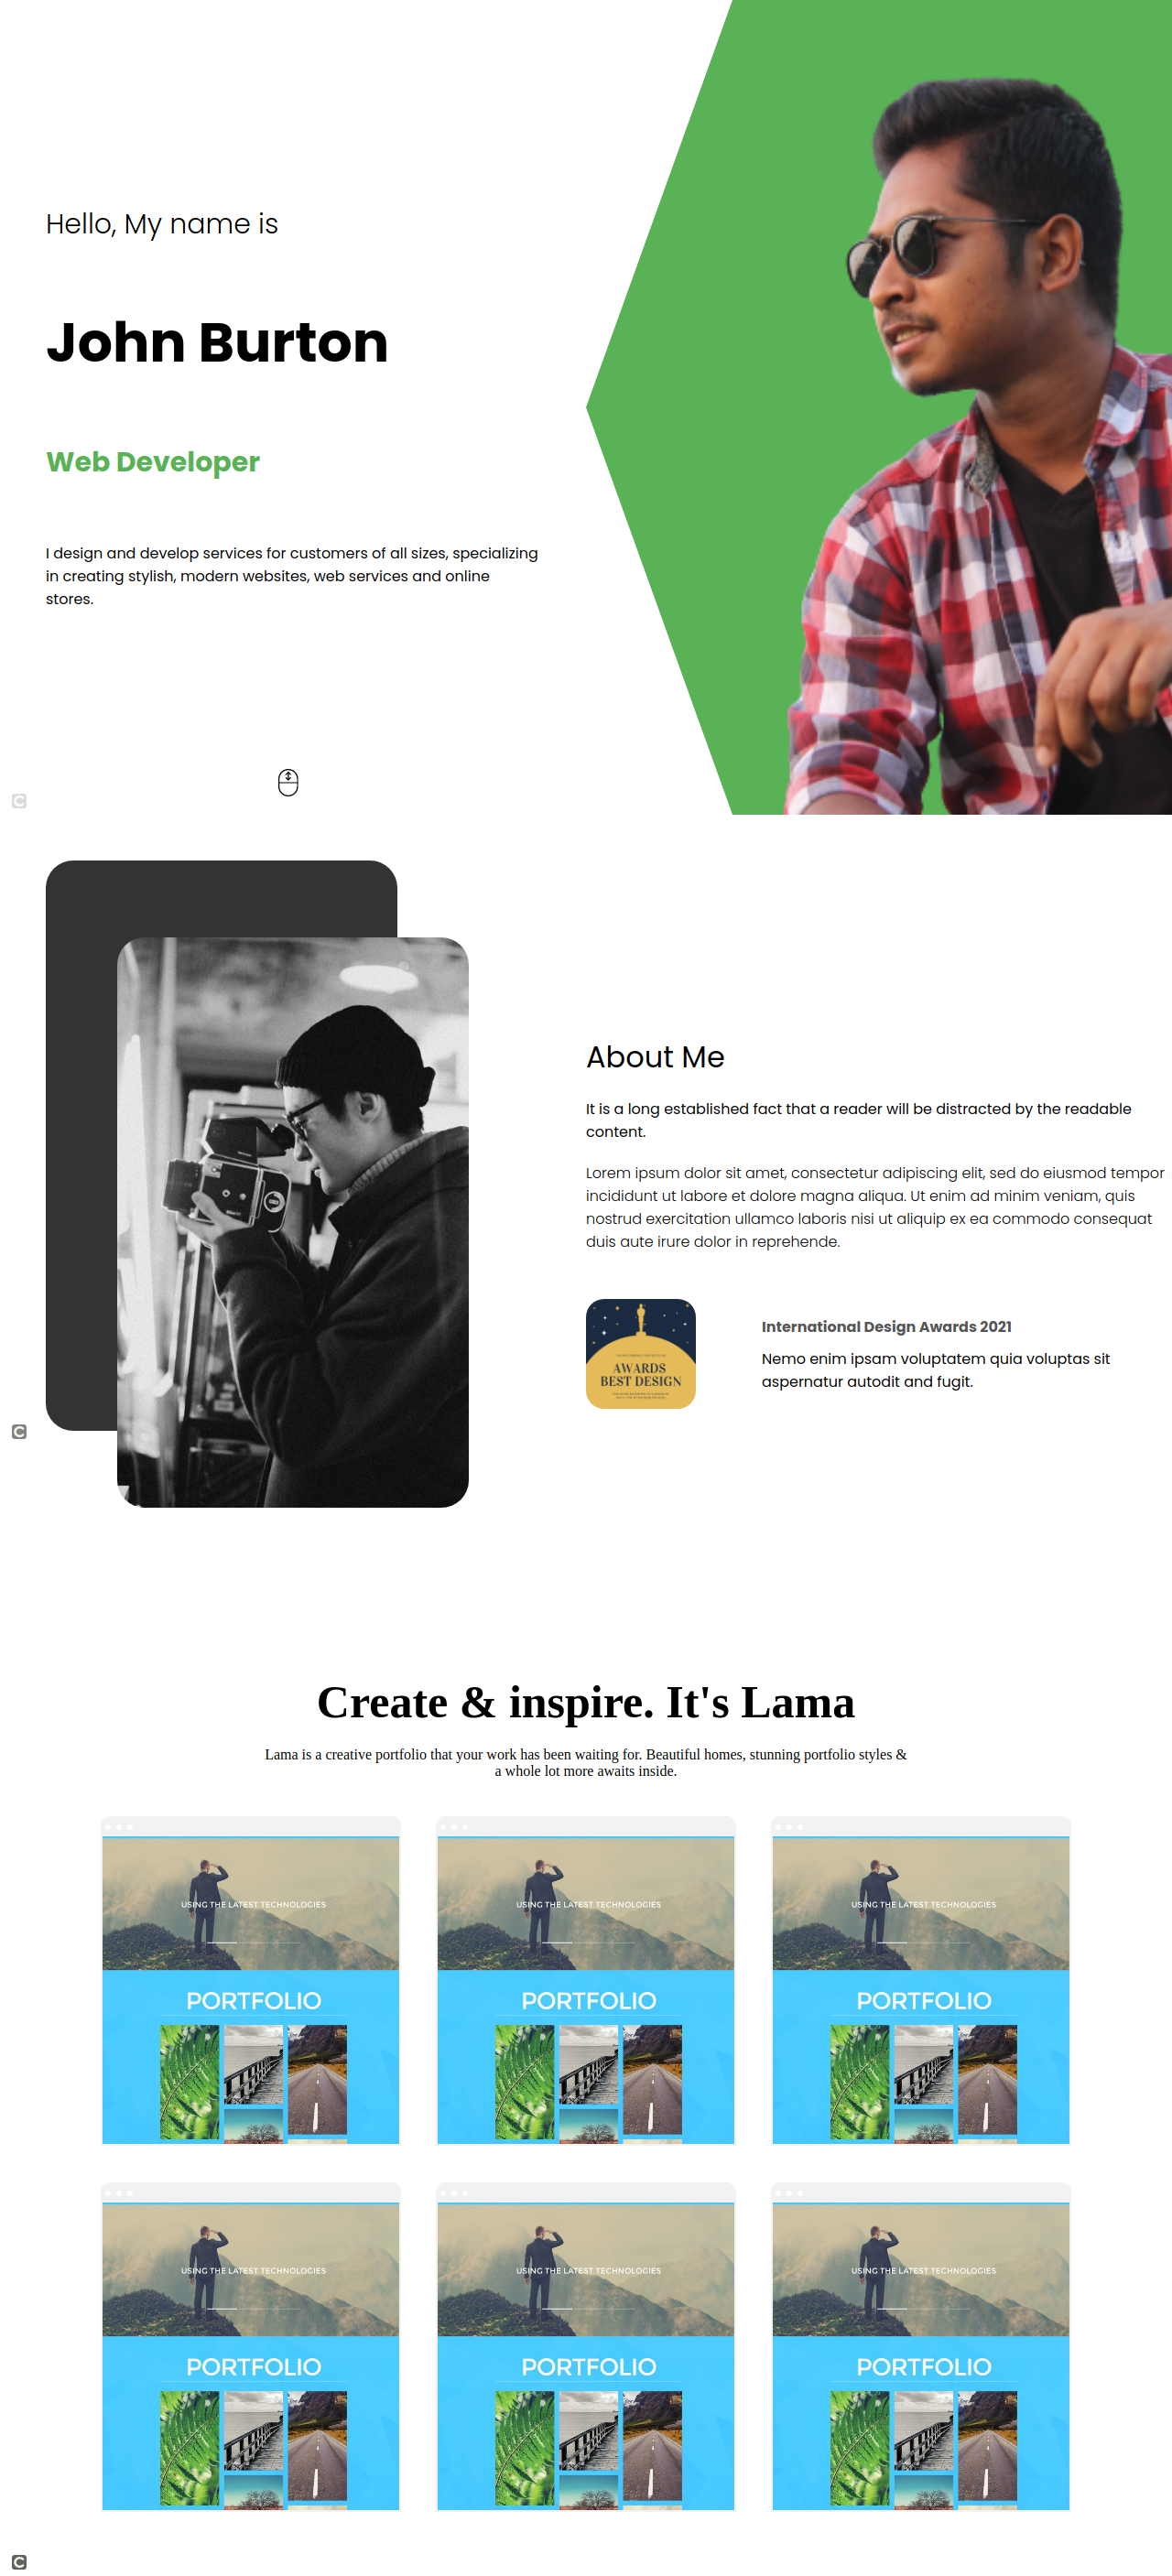 Hello, My name is
John Burton
Web Developer
I design and develop services for customers of all sizes, specializing
in creating stylish, modern websites, web services and online
stores.
C
About Me
It is a long established fact that a reader will be distracted by the readable
content.
Lorem ipsum dolor sit amet, consectetur adipiscing elit, sed do eiusmod tempor
incididunt ut labore et dolore magna aliqua. Ut enim ad minim veniam, quis
nostrud exercitation ullamco laboris nisi ut aliquip ex ea commodo consequat
duis aute irure dolor in reprehende.
AWARDS
BEST DESIGN
International Design Awards 2021
Nemo enim ipsam voluptatem quia voluptas sit
aspernatur autodit and fugit.
C
Create & inspire. It's Lama
Lama is a creative portfolio that your work has been waiting for. Beautiful homes, stunning portfolio styles &
a whole lot more awaits inside.
USING THE LATEST TECHNOLOGIES
PORTFOLIO
USING THE LATEST TECHNOLOGIES
PORTFOLIO
USING THE LATEST TECHNOLOGIES
PORTFOLIO
USING THE LATEST TECHNOLOGIES
PORTFOLIO
USING THE LATEST TECHNOLOGIES
PORTFOLIO
USING THE LATEST TECHNOLOGIES
PORTFOLIO
C